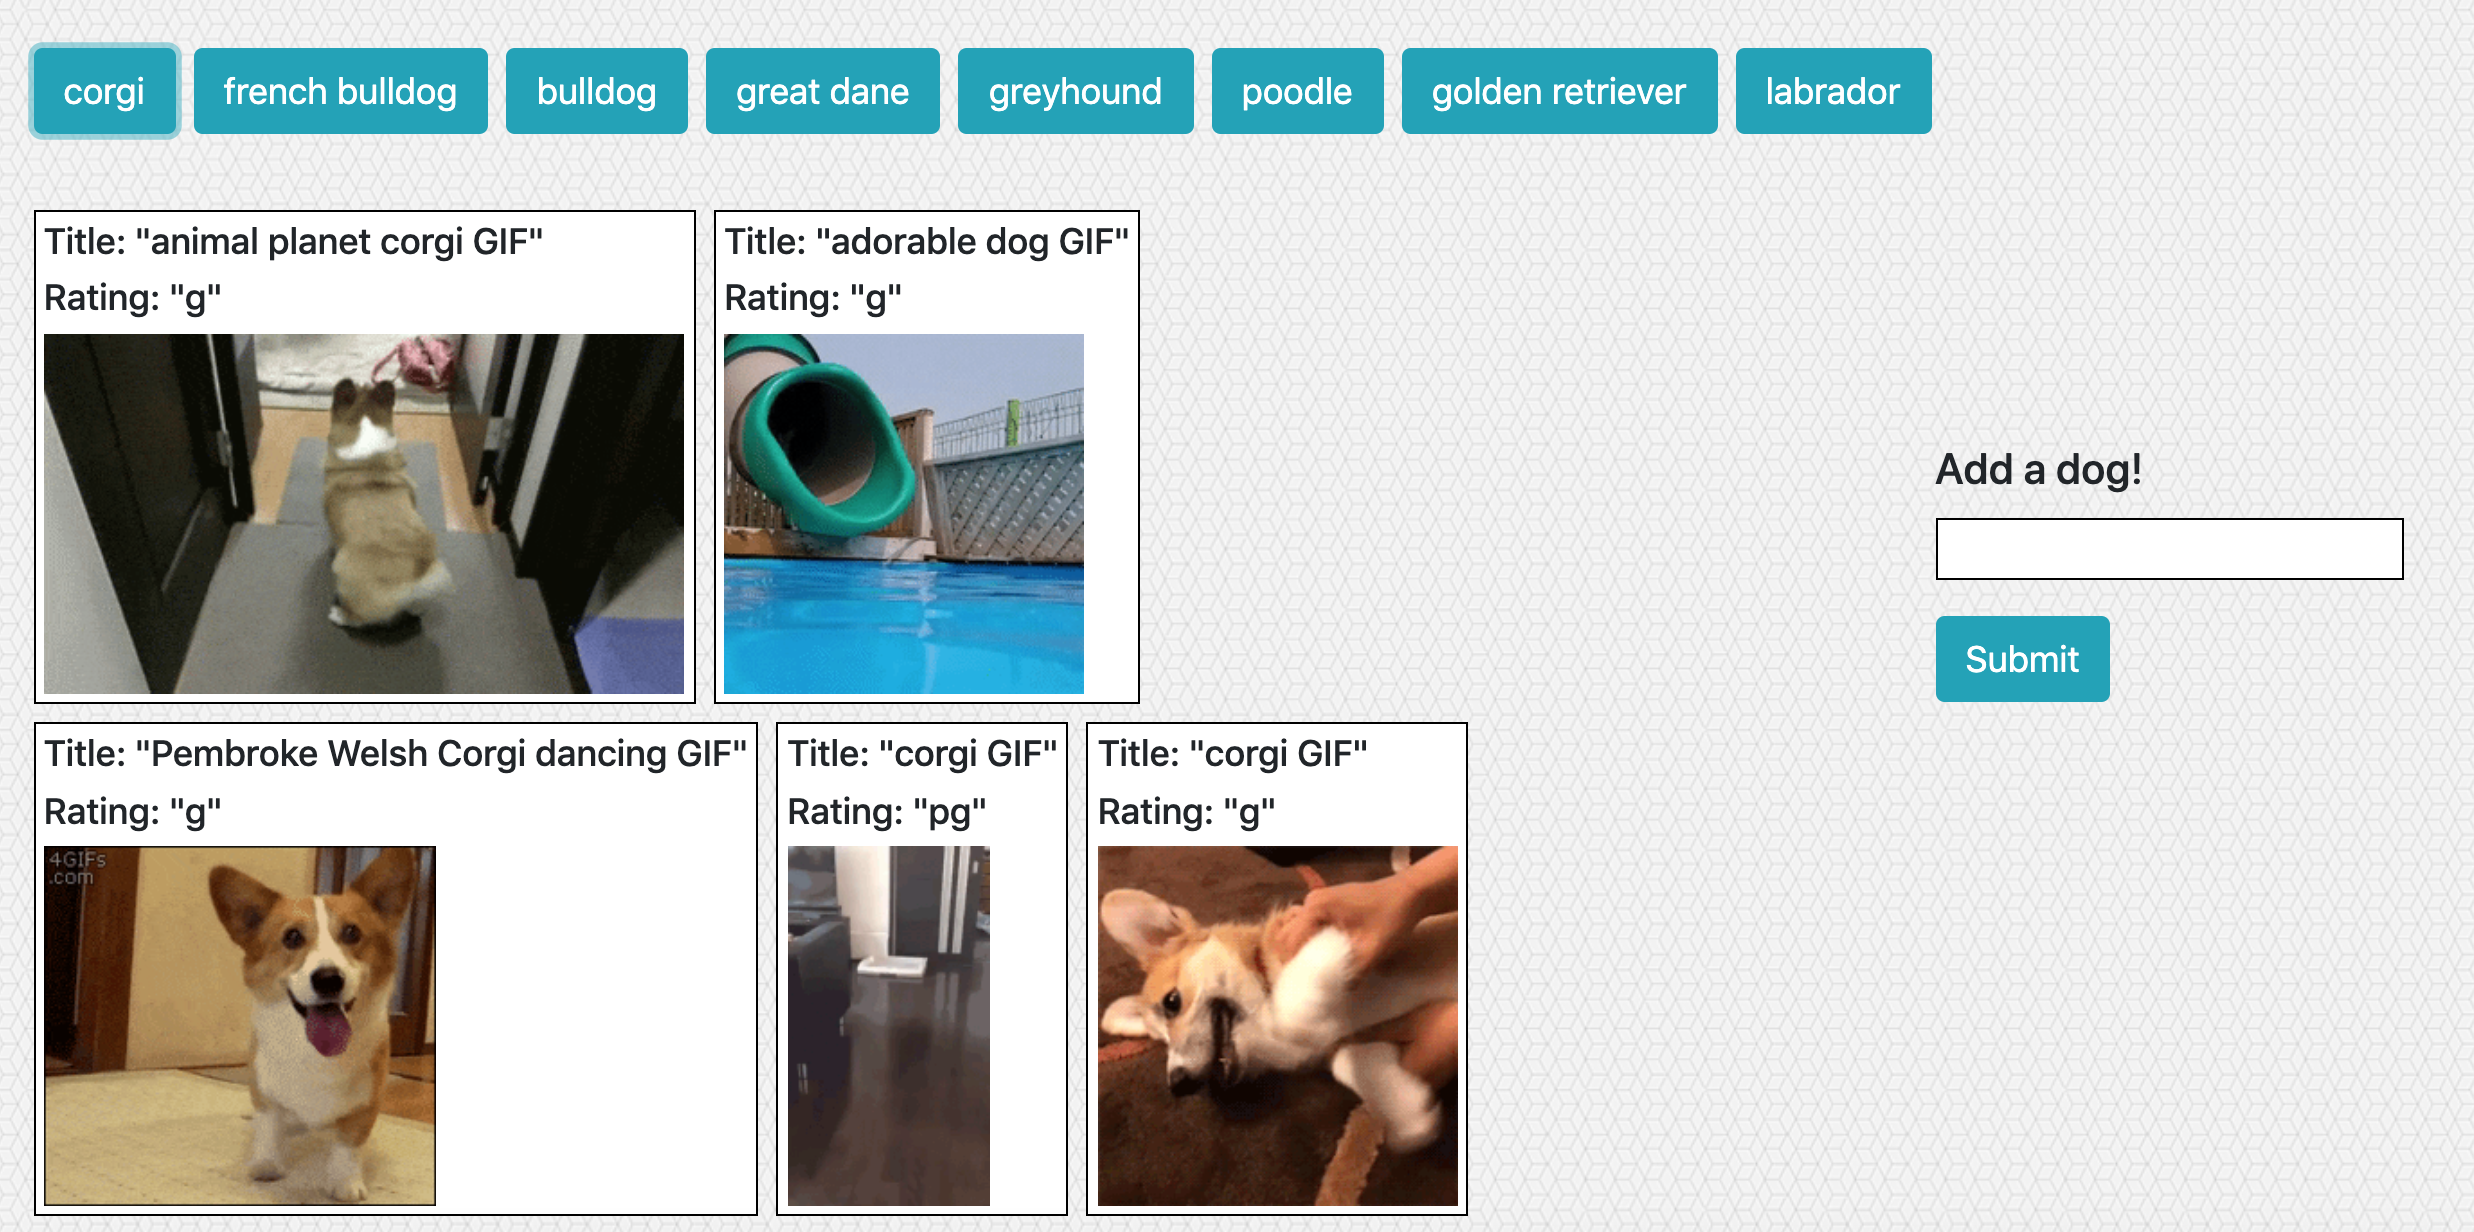 corgi
french bulldog
bulldog
great dane
greyhound
poodle
golden retriever
labrador
Title: "animal planet corgi GIF"
Rating: "g"
Title: "adorable dog GIF"
Rating: "g"
Add a dog!
Submit
Title: "Pembroke Welsh Corgi dancing GIF"
Rating: "g"
4GIFs
.com
Title: "corgi GIF"
Rating: "pg"
Title: "corgi GIF"
Rating: "g"